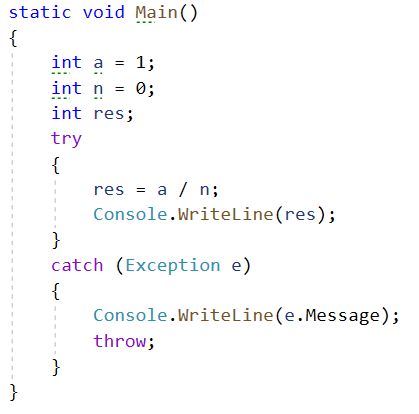 static void Main()
{
    int a = 1;
    int n = 0;
    int res;
    try
    {
        res = a / n;
        Console.WriteLine(res);
    }
    catch (Exception e)
    {
        Console.WriteLine(e.Message);
        throw;
    }
}